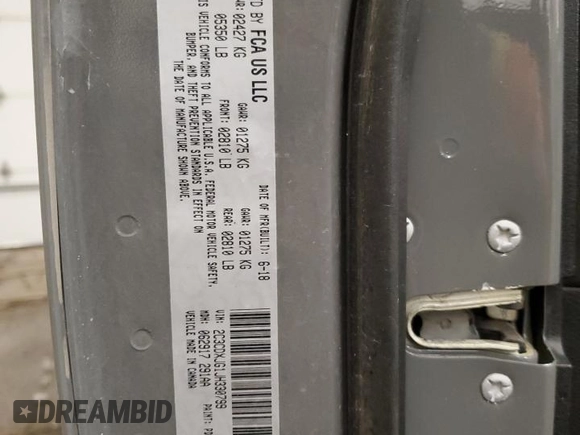 FD BY FCA US LLC
DATE OF MFR(BUILT): 6-18
02427 KG
05350 LB
GAWR: 01275 KG
FRONT: 02810 LB
GAWR: 01275 KG
REAR: 02810 LB
VEHICLE CONFORMS TO ALL APPLICABLE U.S.A. FEDERAL MOTOR VEHICLE SAFETY,
BUMPER, AND THEFT PREVENTION STANDARDS IN EFFECT ON
THE DATE OF MANUFACTURE SHOWN ABOVE.
VIN: 2C3CDXJG1JH330799
MDH: 062917 291AA
VEHICLE MADE IN CANADA
PAINT:
DREAMBID